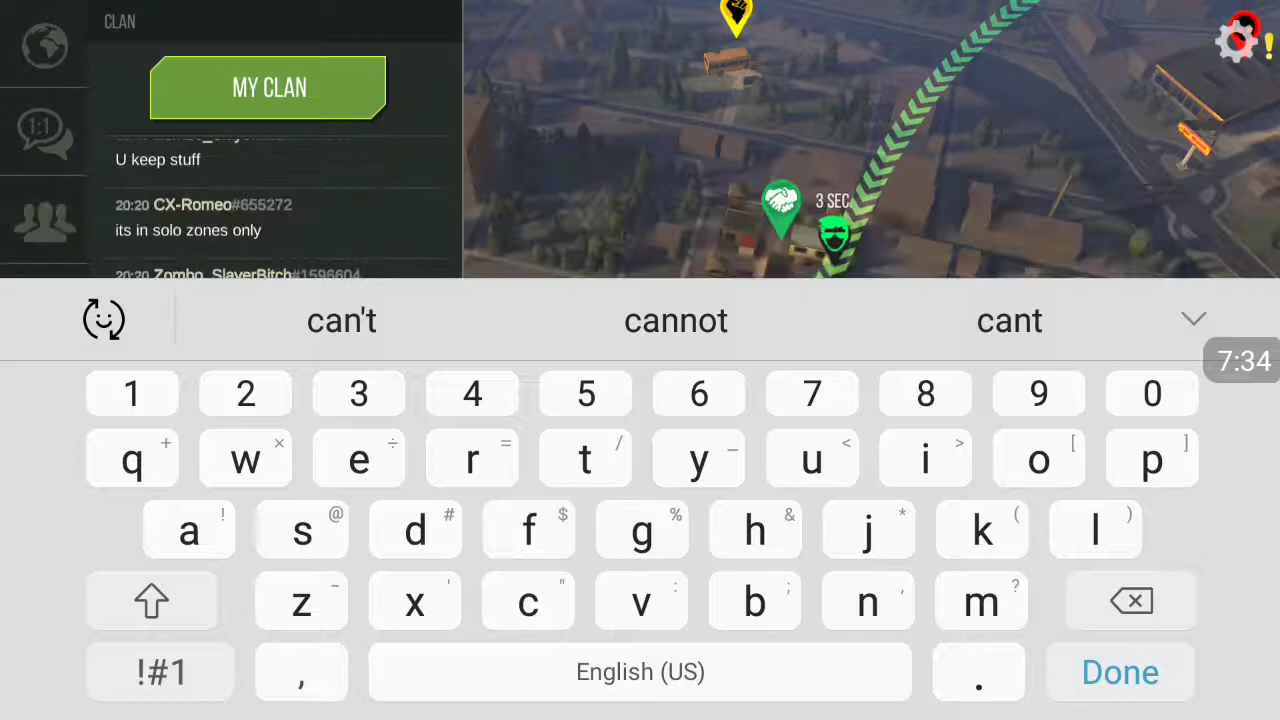 CLAN
MY CLAN
U keep stuff
20:20 CX-Romeo#655272
its in solo zones only
20:20 Zombo_SlayerBitch#1596604
1:1
3 SEC.
can't cannot cant
7:34
1 2 3 4 5 6 7 8 9 0
q + w × e ÷ r = t / y _ u < i > o [ p ]
a ! s @ d # f $ g % h & j * k ( l )
z - x ' c " v : b ; n , m ?
!#1 , English (US) . Done